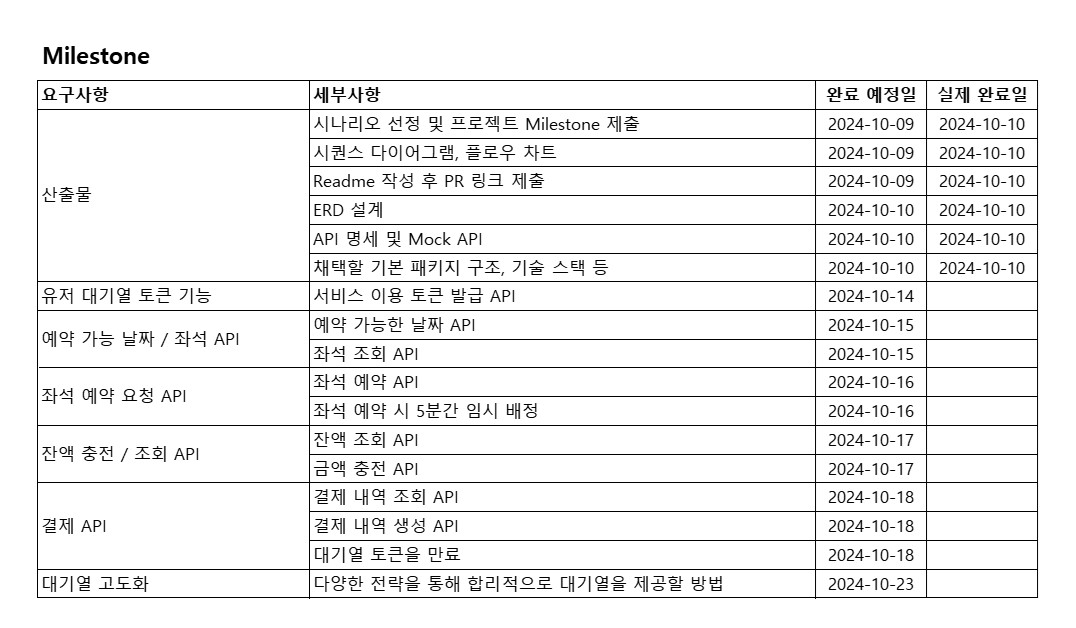 Milestone
요구사항 세부사항 완료 예정일 실제 완료일
산출물 시나리오 선정 및 프로젝트 Milestone 제출 2024-10-09 2024-10-10
시퀀스 다이어그램, 플로우 차트 2024-10-09 2024-10-10
Readme 작성 후 PR 링크 제출 2024-10-09 2024-10-10
ERD 설계 2024-10-10 2024-10-10
API 명세 및 Mock API 2024-10-10 2024-10-10
채택할 기본 패키지 구조, 기술 스택 등 2024-10-10 2024-10-10
유저 대기열 토큰 기능 서비스 이용 토큰 발급 API 2024-10-14
예약 가능 날짜 / 좌석 API 예약 가능한 날짜 API 2024-10-15
좌석 조회 API 2024-10-15
좌석 예약 요청 API 좌석 예약 API 2024-10-16
좌석 예약 시 5분간 임시 배정 2024-10-16
잔액 충전 / 조회 API 잔액 조회 API 2024-10-17
금액 충전 API 2024-10-17
결제 API 결제 내역 조회 API 2024-10-18
결제 내역 생성 API 2024-10-18
대기열 토큰을 만료 2024-10-18
대기열 고도화 다양한 전략을 통해 합리적으로 대기열을 제공할 방법 2024-10-23